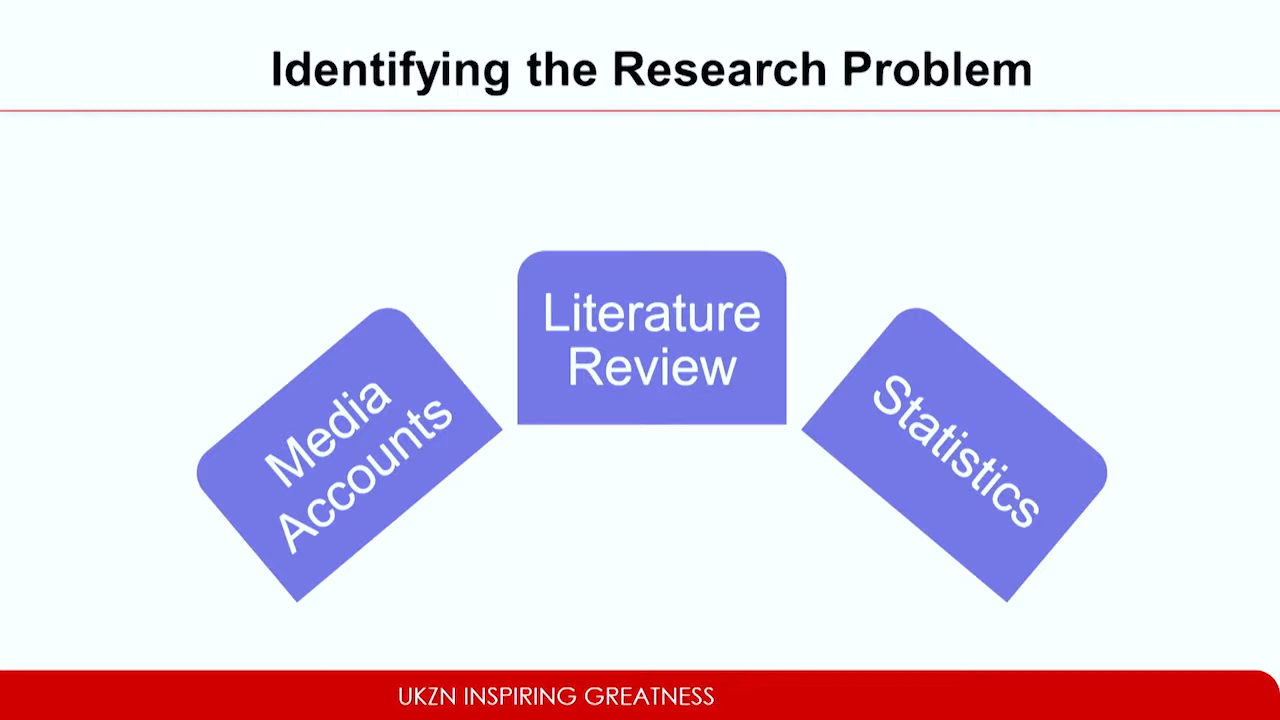 Identifying the Research Problem
Media
Accounts
Literature
Review
Statistics
UKZN INSPIRING GREATNESS